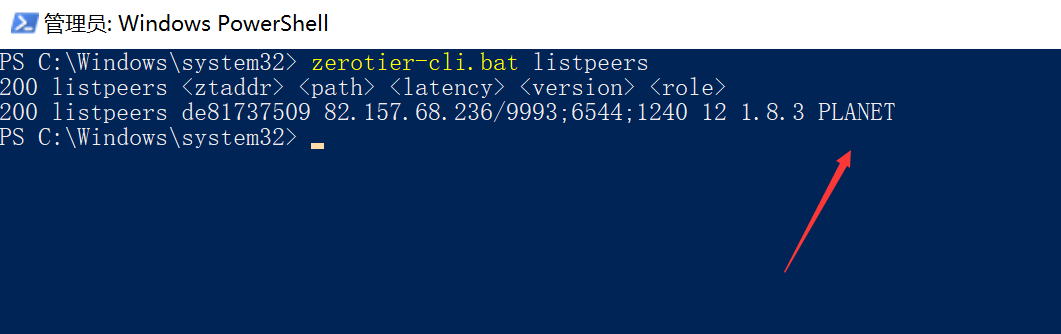 管理员: Windows PowerShell
PS C:\Windows\system32> zerotier-cli.bat listpeers
200 listpeers <ztaddr> <path> <latency> <version> <role>
200 listpeers de81737509 82.157.68.236/9993;6544;1240 12 1.8.3 PLANET
PS C:\Windows\system32>